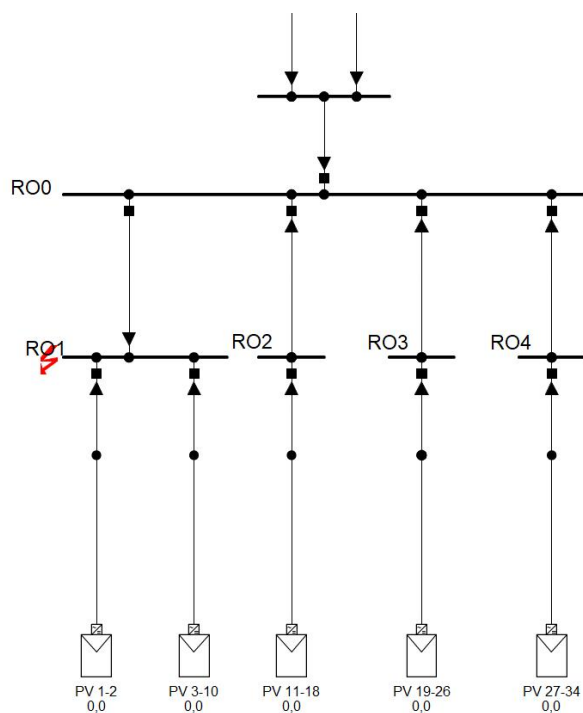 RO0
RO1
RO2
RO3
RO4
PV 1-2
0,0
PV 3-10
0,0
PV 11-18
0,0
PV 19-26
0,0
PV 27-34
0,0